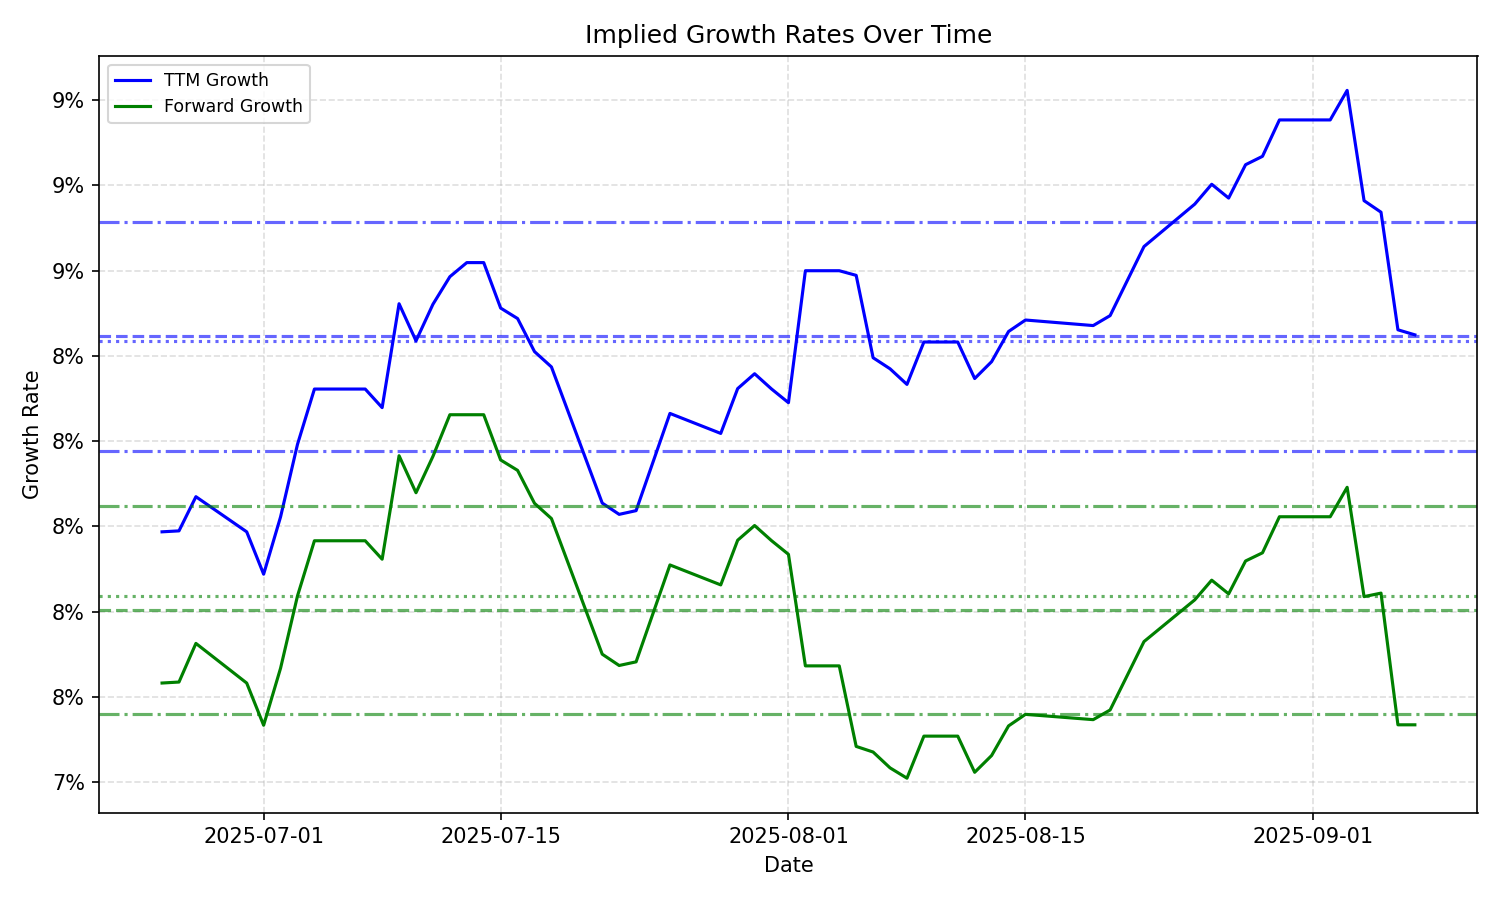 Implied Growth Rates Over Time
TTM Growth
Forward Growth
9%
9%
9%
8%
8%
8%
8%
8%
7%
Growth Rate
2025-07-01
2025-07-15
2025-08-01
2025-08-15
2025-09-01
Date